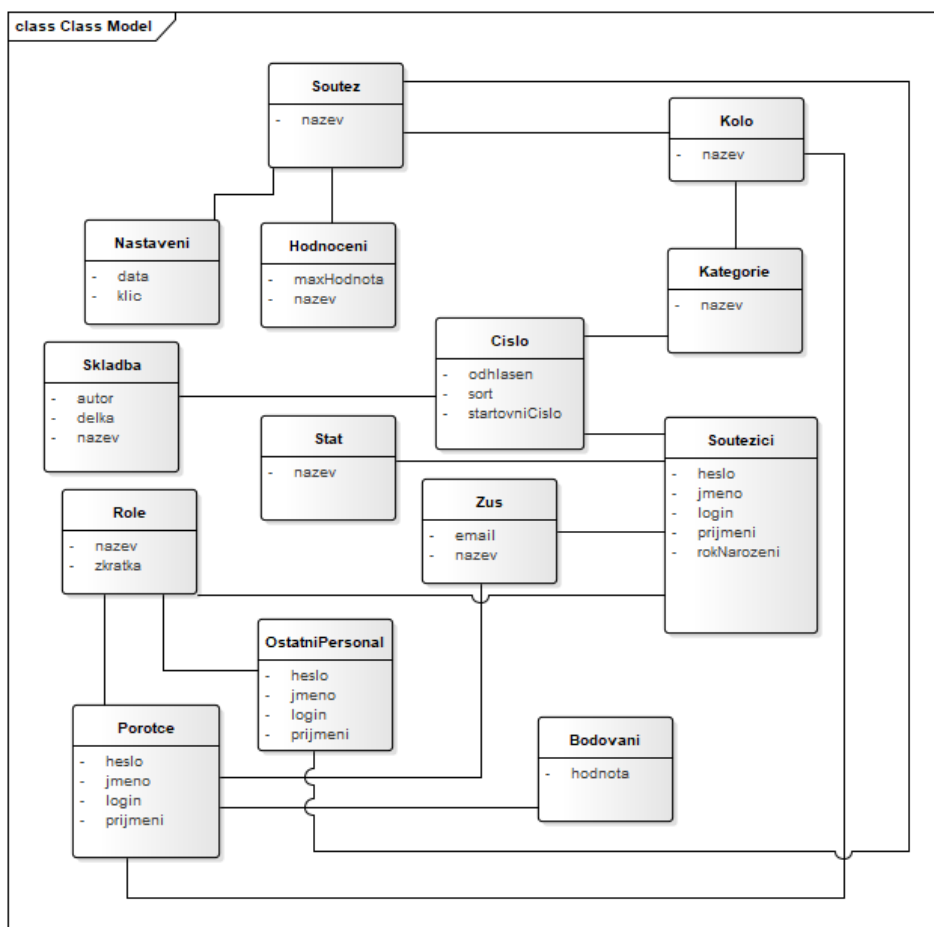 class Class Model
Soutez
- nazev
Kolo
- nazev
Nastaveni
- data
- klic
Hodnoceni
- maxHodnota
- nazev
Kategorie
- nazev
Cislo
- odhlasen
- sort
- startovniCislo
Skladba
- autor
- delka
- nazev
Stat
- nazev
Soutezici
- heslo
- jmeno
- login
- prijmeni
- rokNarozeni
Zus
- email
- nazev
Role
- nazev
- zkratka
OstatniPersonal
- heslo
- jmeno
- login
- prijmeni
Porotce
- heslo
- jmeno
- login
- prijmeni
Bodovani
- hodnota